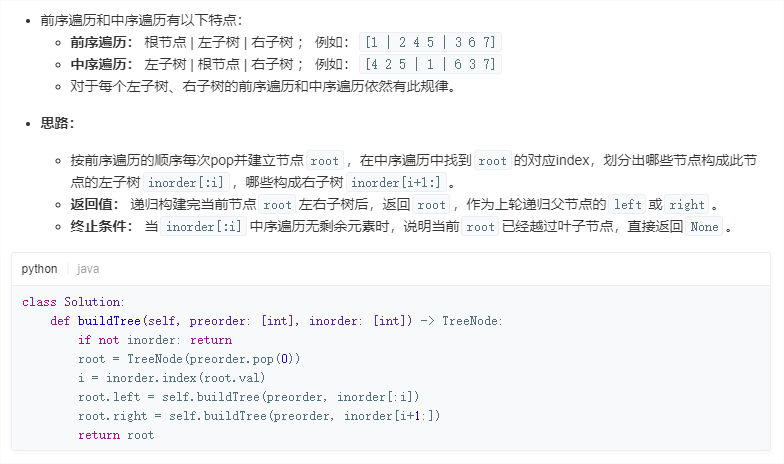 前序遍历和中序遍历有以下特点：
前序遍历： 根节点 | 左子树 | 右子树 ； 例如： [1 | 2 4 5 | 3 6 7]
中序遍历： 左子树 | 根节点 | 右子树 ； 例如： [4 2 5 | 1 | 6 3 7]
对于每个左子树、右子树的前序遍历和中序遍历依然有此规律。
思路：
按前序遍历的顺序每次pop并建立节点 root ，在中序遍历中找到 root 的对应index，划分出哪些节点构成此节
点的左子树 inorder[:i] ，哪些构成右子树 inorder[i+1:] 。
返回值： 递归构建完当前节点 root 左右子树后，返回 root ，作为上轮递归父节点的 left 或 right 。
终止条件： 当 inorder[:i] 中序遍历无剩余元素时，说明当前 root 已经越过叶子节点，直接返回 None 。
python java
class Solution:
    def buildTree(self, preorder: [int], inorder: [int]) -> TreeNode:
        if not inorder: return
        root = TreeNode(preorder.pop(0))
        i = inorder.index(root.val)
        root.left = self.buildTree(preorder, inorder[:i])
        root.right = self.buildTree(preorder, inorder[i+1:])
        return root